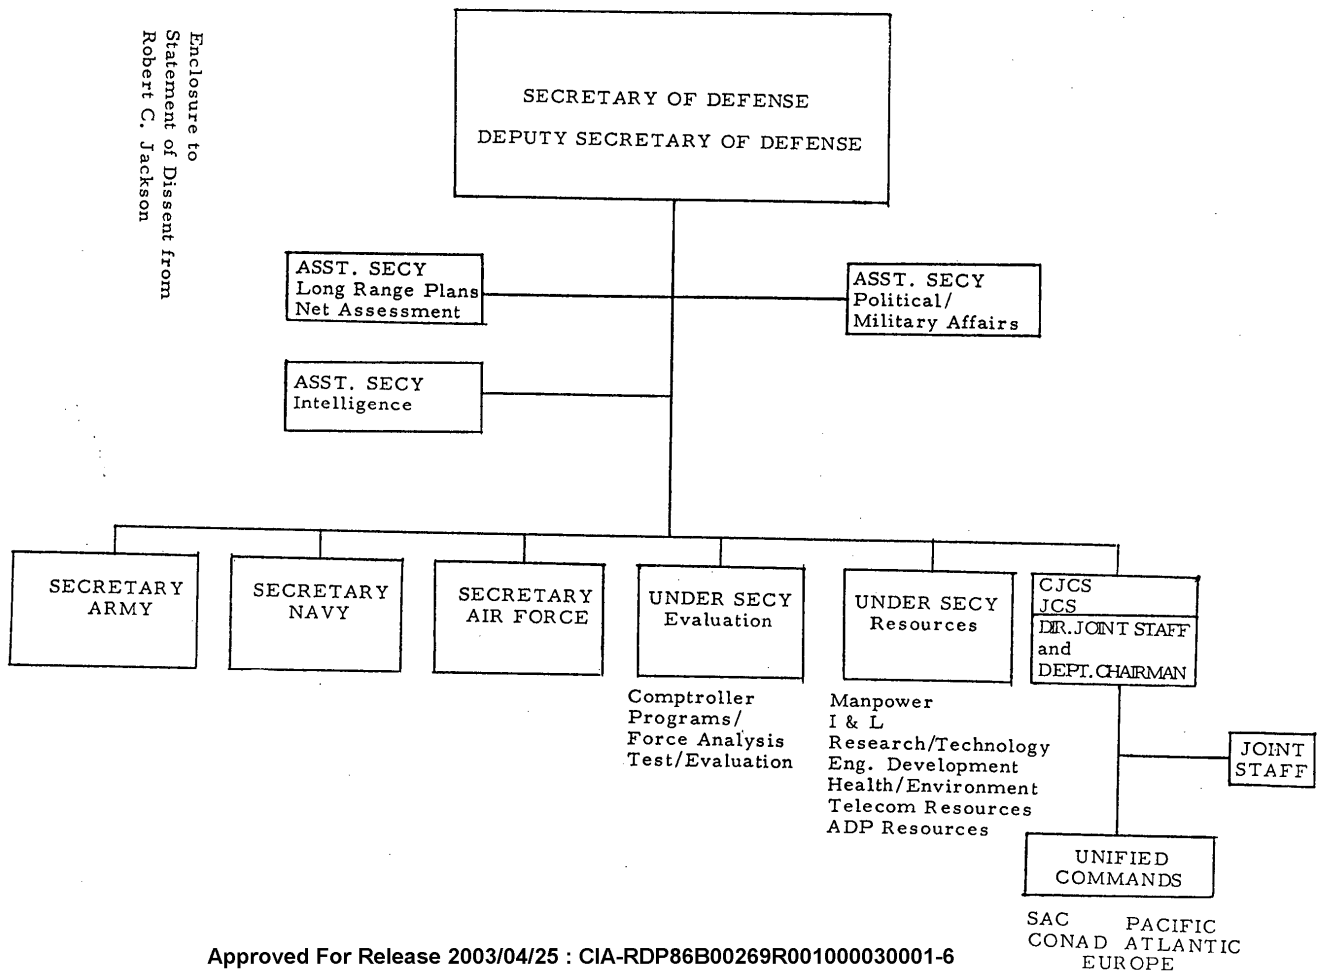 Enclosure to
Statement of Dissent from
Robert C. Jackson
SECRETARY OF DEFENSE
DEPUTY SECRETARY OF DEFENSE
ASST. SECY
Long Range Plans
Net Assessment
ASST. SECY
Political/
Military Affairs
ASST. SECY
Intelligence
SECRETARY
ARMY
SECRETARY
NAVY
SECRETARY
AIR FORCE
UNDER SECY
Evaluation
Comptroller
Programs/
Force Analysis
Test/Evaluation
UNDER SECY
Resources
Manpower
I & L
Research/Technology
Eng. Development
Health/Environment
Telecom Resources
ADP Resources
CJCS
JCS
DIR. JOINT STAFF
and
DEPT. CHAIRMAN
JOINT
STAFF
UNIFIED
COMMANDS
SAC PACIFIC
CONAD ATLANTIC
EUROPE
Approved For Release 2003/04/25 : CIA-RDP86B00269R001000030001-6